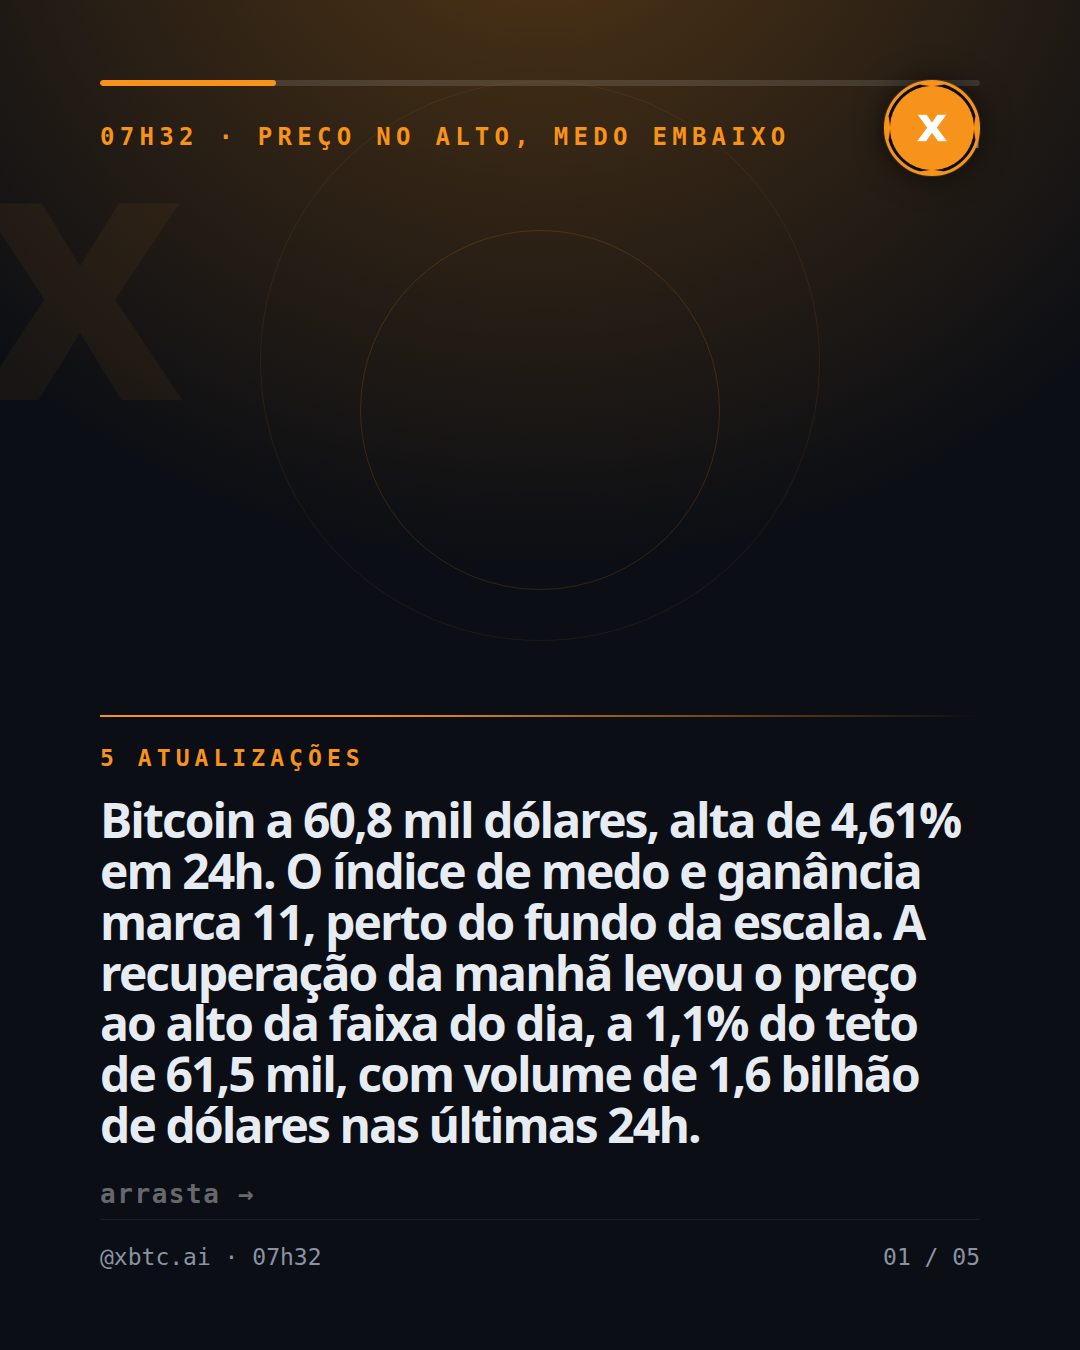 07H32 · PREÇO NO ALTO, MEDO EMBAIXO
X
X
5 ATUALIZAÇÕES
Bitcoin a 60,8 mil dólares, alta de 4,61%
em 24h. O índice de medo e ganância
marca 11, perto do fundo da escala. A
recuperação da manhã levou o preço
ao alto da faixa do dia, a 1,1% do teto
de 61,5 mil, com volume de 1,6 bilhão
de dólares nas últimas 24h.
arrasta →
@xbtc.ai · 07h32
01 / 05